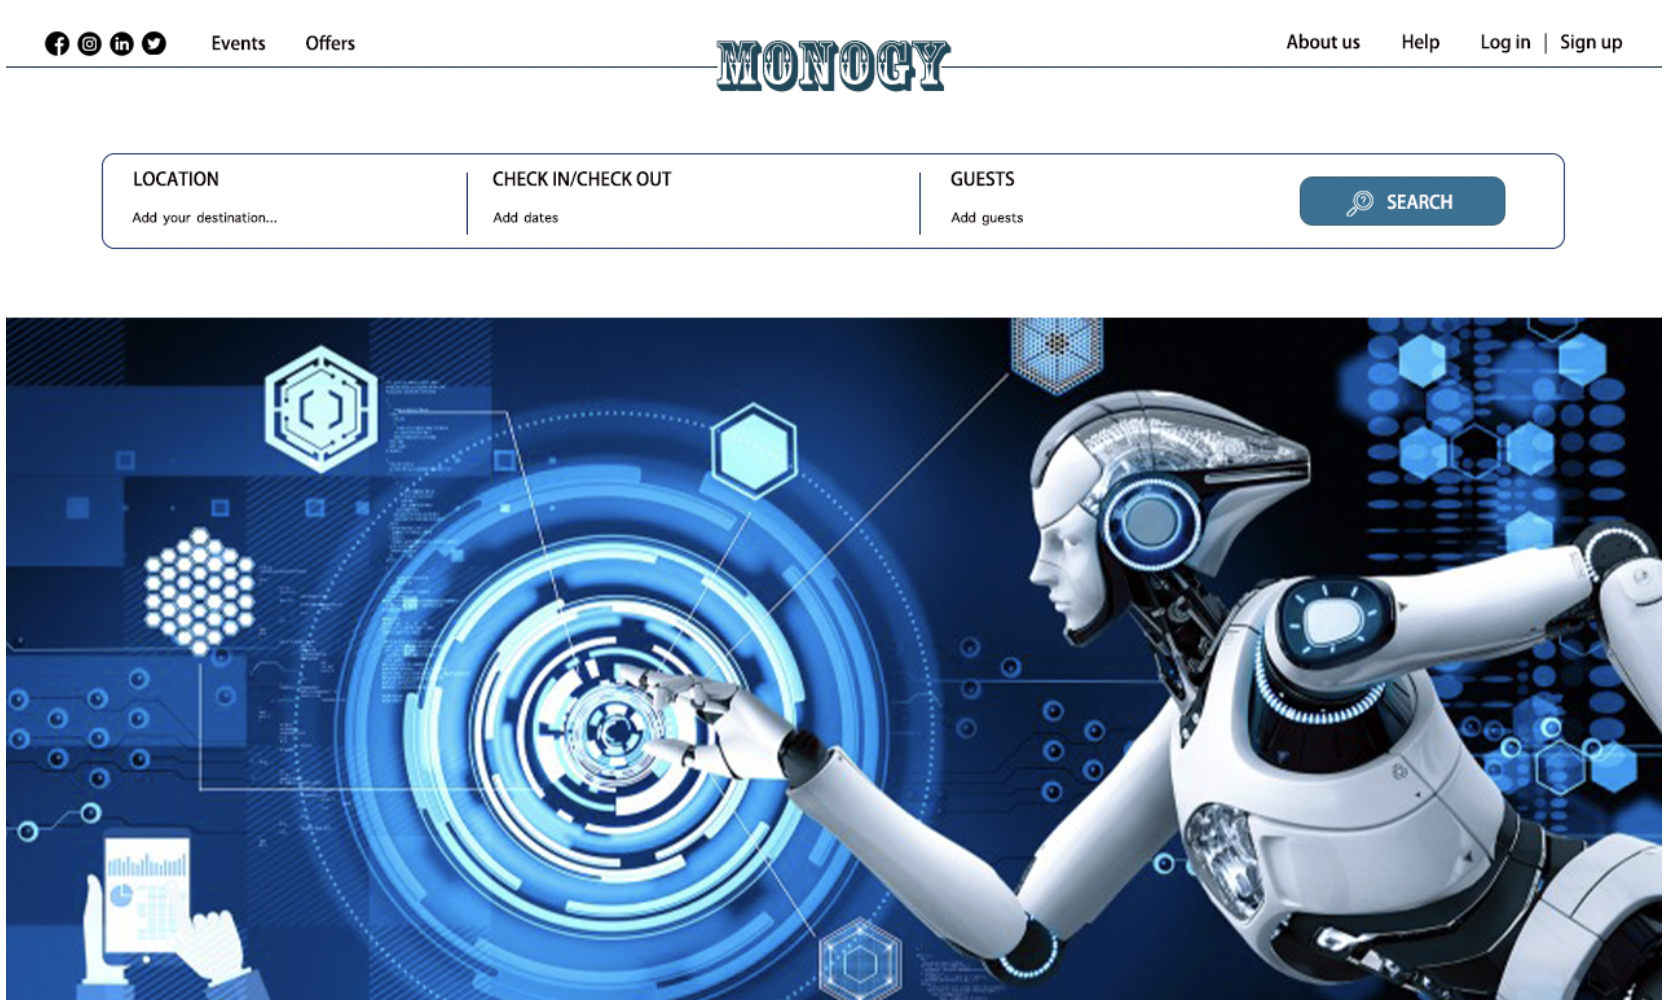 Events Offers
MONOGY
About us Help Log in | Sign up
LOCATION
Add your destination...
CHECK IN/CHECK OUT
Add dates
GUESTS
Add guests
SEARCH